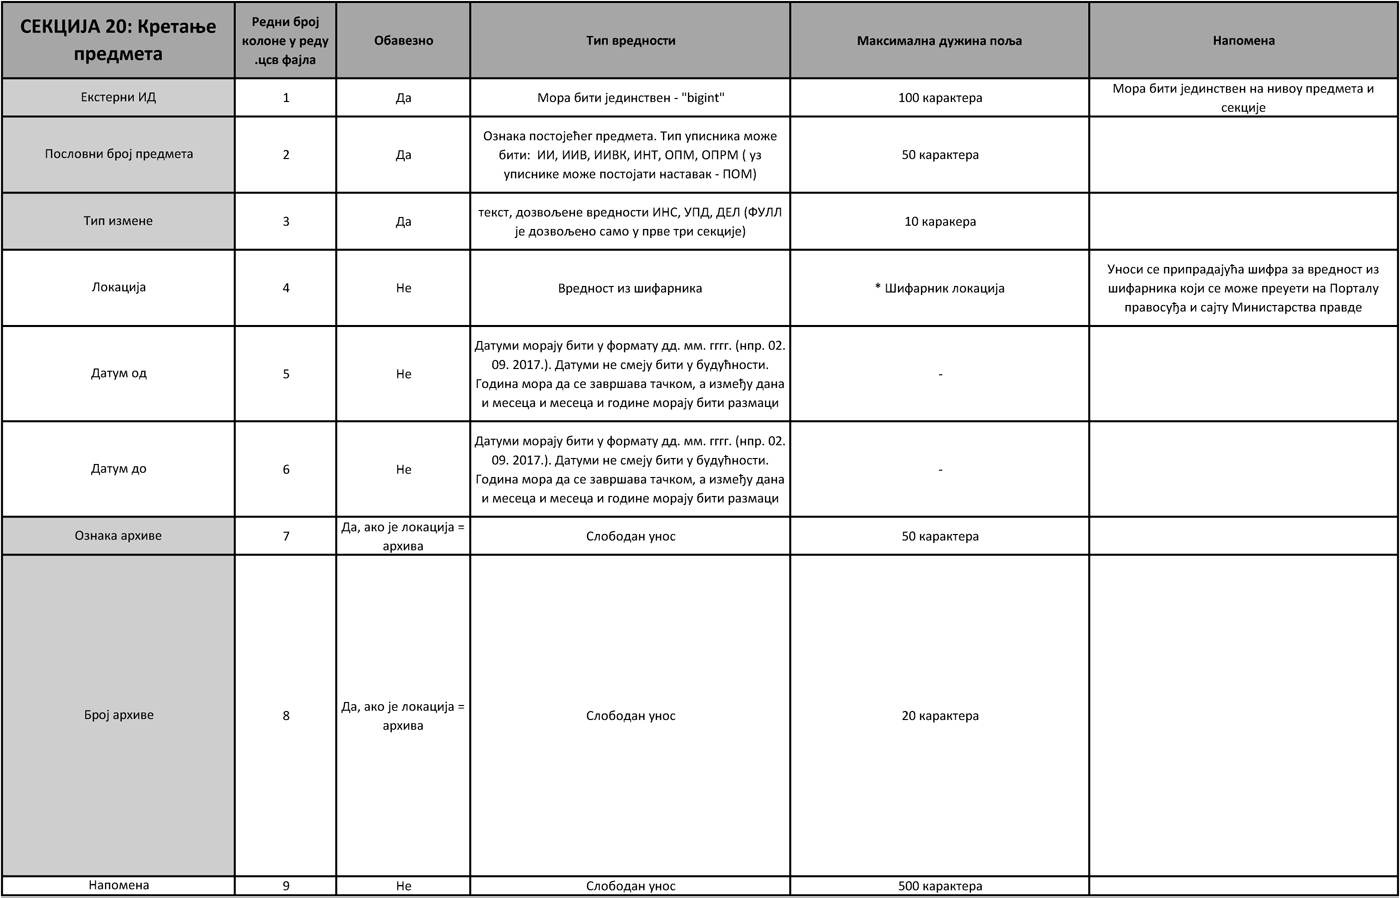 СЕКЦИЈА 20: Кретање
предмета
Редни број
колоне у реду
.цсв фајла
Обавезно
Тип вредности
Максимална дужина поља
Напомена
Екстерни ИД
1
Да
Мора бити јединствен - "bigint"
100 карактера
Мора бити јединствен на нивоу предмета и
секције
Пословни број предмета
2
Да
Ознака постојећег предмета. Тип уписника може
бити:  ИИ, ИИВ, ИИВК, ИНТ, ОПМ, ОПРМ ( уз
уписнике може постојати наставак - ПОМ)
50 карактера
Тип измене
3
Да
текст, дозвољене вредности ИНС, УПД, ДЕЛ (ФУЛЛ
је дозвољено само у прве три секције)
10 каракера
Локација
4
Не
Вредност из шифарника
* Шифарник локација
Уноси се припрадајућа шифра за вредност из
шифарника који се може преуети на Порталу
правосуђа и сајту Министарства правде
Датум од
5
Не
Датуми морају бити у формату дд. мм. гггг. (нпр. 02.
09. 2017.). Датуми не смеју бити у будућности.
Година мора да се завршава тачком, а између дана
и месеца и месеца и године морају бити размаци
-
Датум до
6
Не
Датуми морају бити у формату дд. мм. гггг. (нпр. 02.
09. 2017.). Датуми не смеју бити у будућности.
Година мора да се завршава тачком, а између дана
и месеца и месеца и године морају бити размаци
-
Ознака архиве
7
Да, ако је локација =
архива
Слободан унос
50 карактера
Број архиве
8
Да, ако је локација =
архива
Слободан унос
20 карактера
Напомена
9
Не
Слободан унос
500 карактера